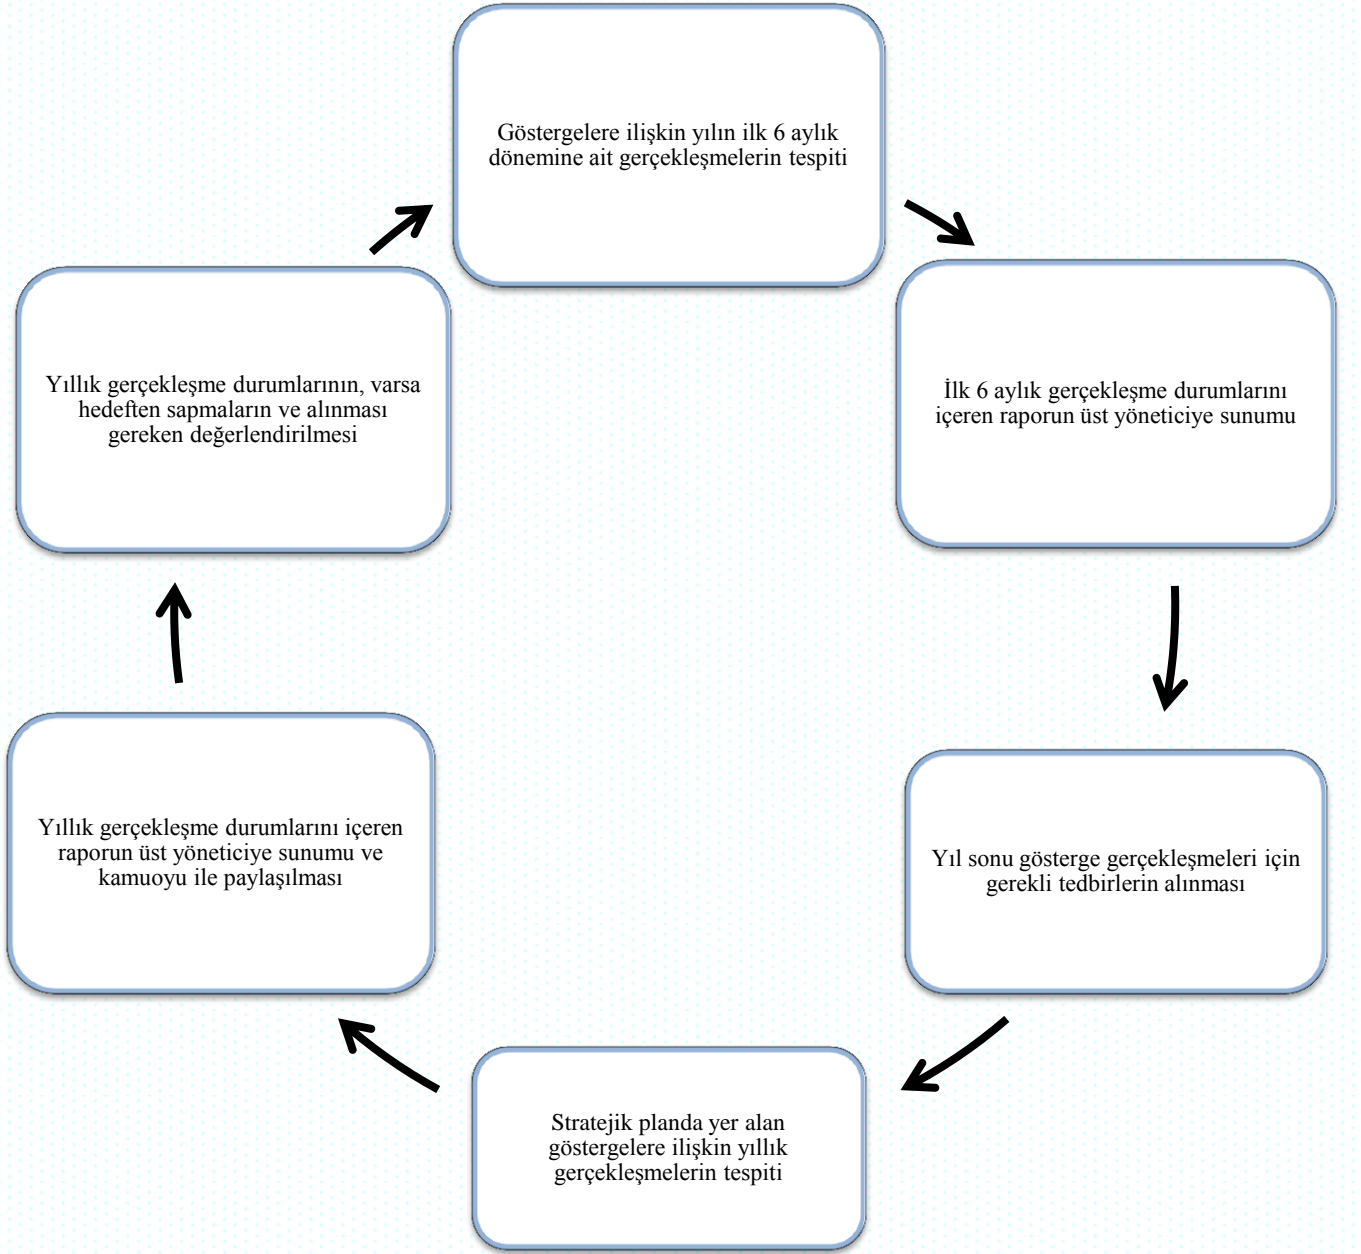 Göstergelere ilişkin yılın ilk 6 aylık
dönemine ait gerçekleşmelerin tespiti
İlk 6 aylık gerçekleşme durumlarını
içeren raporun üst yöneticiye sunumu
Yıl sonu gösterge gerçekleşmeleri için
gerekli tedbirlerin alınması
Stratejik planda yer alan
göstergelere ilişkin yıllık
gerçekleşmelerin tespiti
Yıllık gerçekleşme durumlarını içeren
raporun üst yöneticiye sunumu ve
kamuoyu ile paylaşılması
Yıllık gerçekleşme durumlarının, varsa
hedeften sapmaların ve alınması
gereken değerlendirilmesi